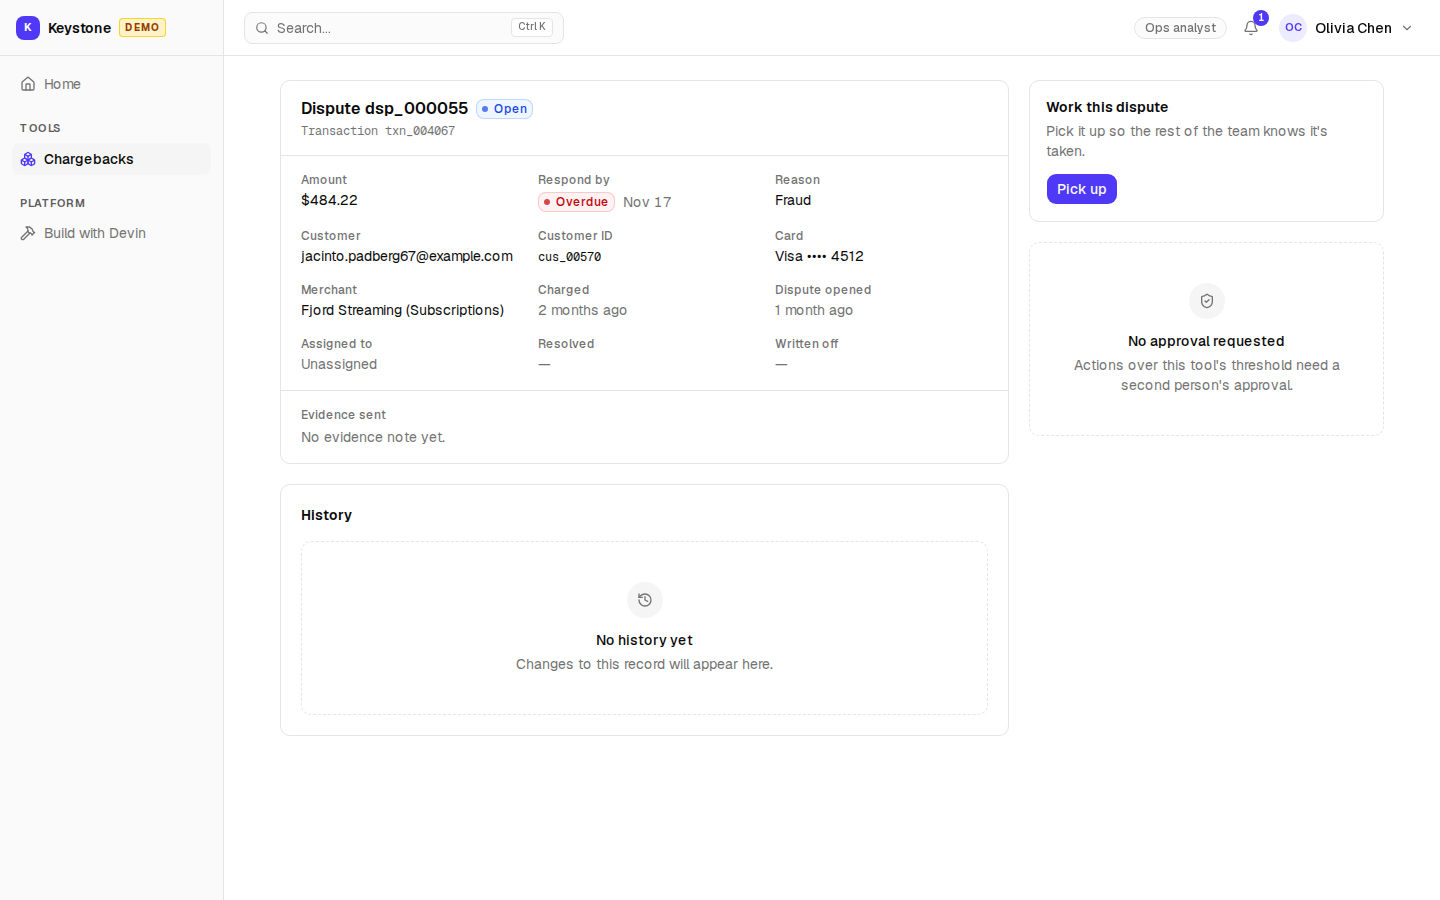 K Keystone DEMO
Search... Ctrl K
Ops analyst
1
OC Olivia Chen
Home
TOOLS
Chargebacks
PLATFORM
Build with Devin
Dispute dsp_000055 Open
Transaction txn_004067
Amount Respond by Reason
$484.22 Overdue Nov 17 Fraud
Customer Customer ID Card
jacinto.padberg67@example.com cus_00570 Visa •••• 4512
Merchant Charged Dispute opened
Fjord Streaming (Subscriptions) 2 months ago 1 month ago
Assigned to Resolved Written off
Unassigned — —
Evidence sent
No evidence note yet.
History
No history yet
Changes to this record will appear here.
Work this dispute
Pick it up so the rest of the team knows it's
taken.
Pick up
No approval requested
Actions over this tool's threshold need a
second person's approval.